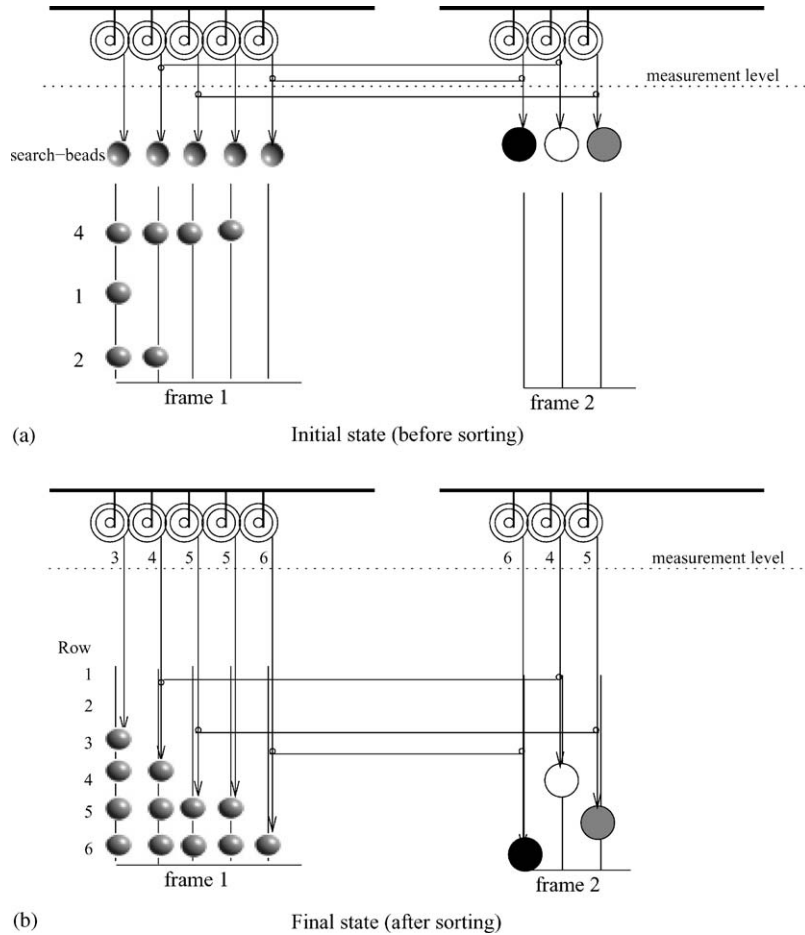 measurement level
search−beads
4
1
2
frame 1
frame 2
(a) Initial state (before sorting)
3 4 5 5 6 6 4 5
measurement level
Row
1
2
3
4
5
6
frame 1
frame 2
(b) Final state (after sorting)